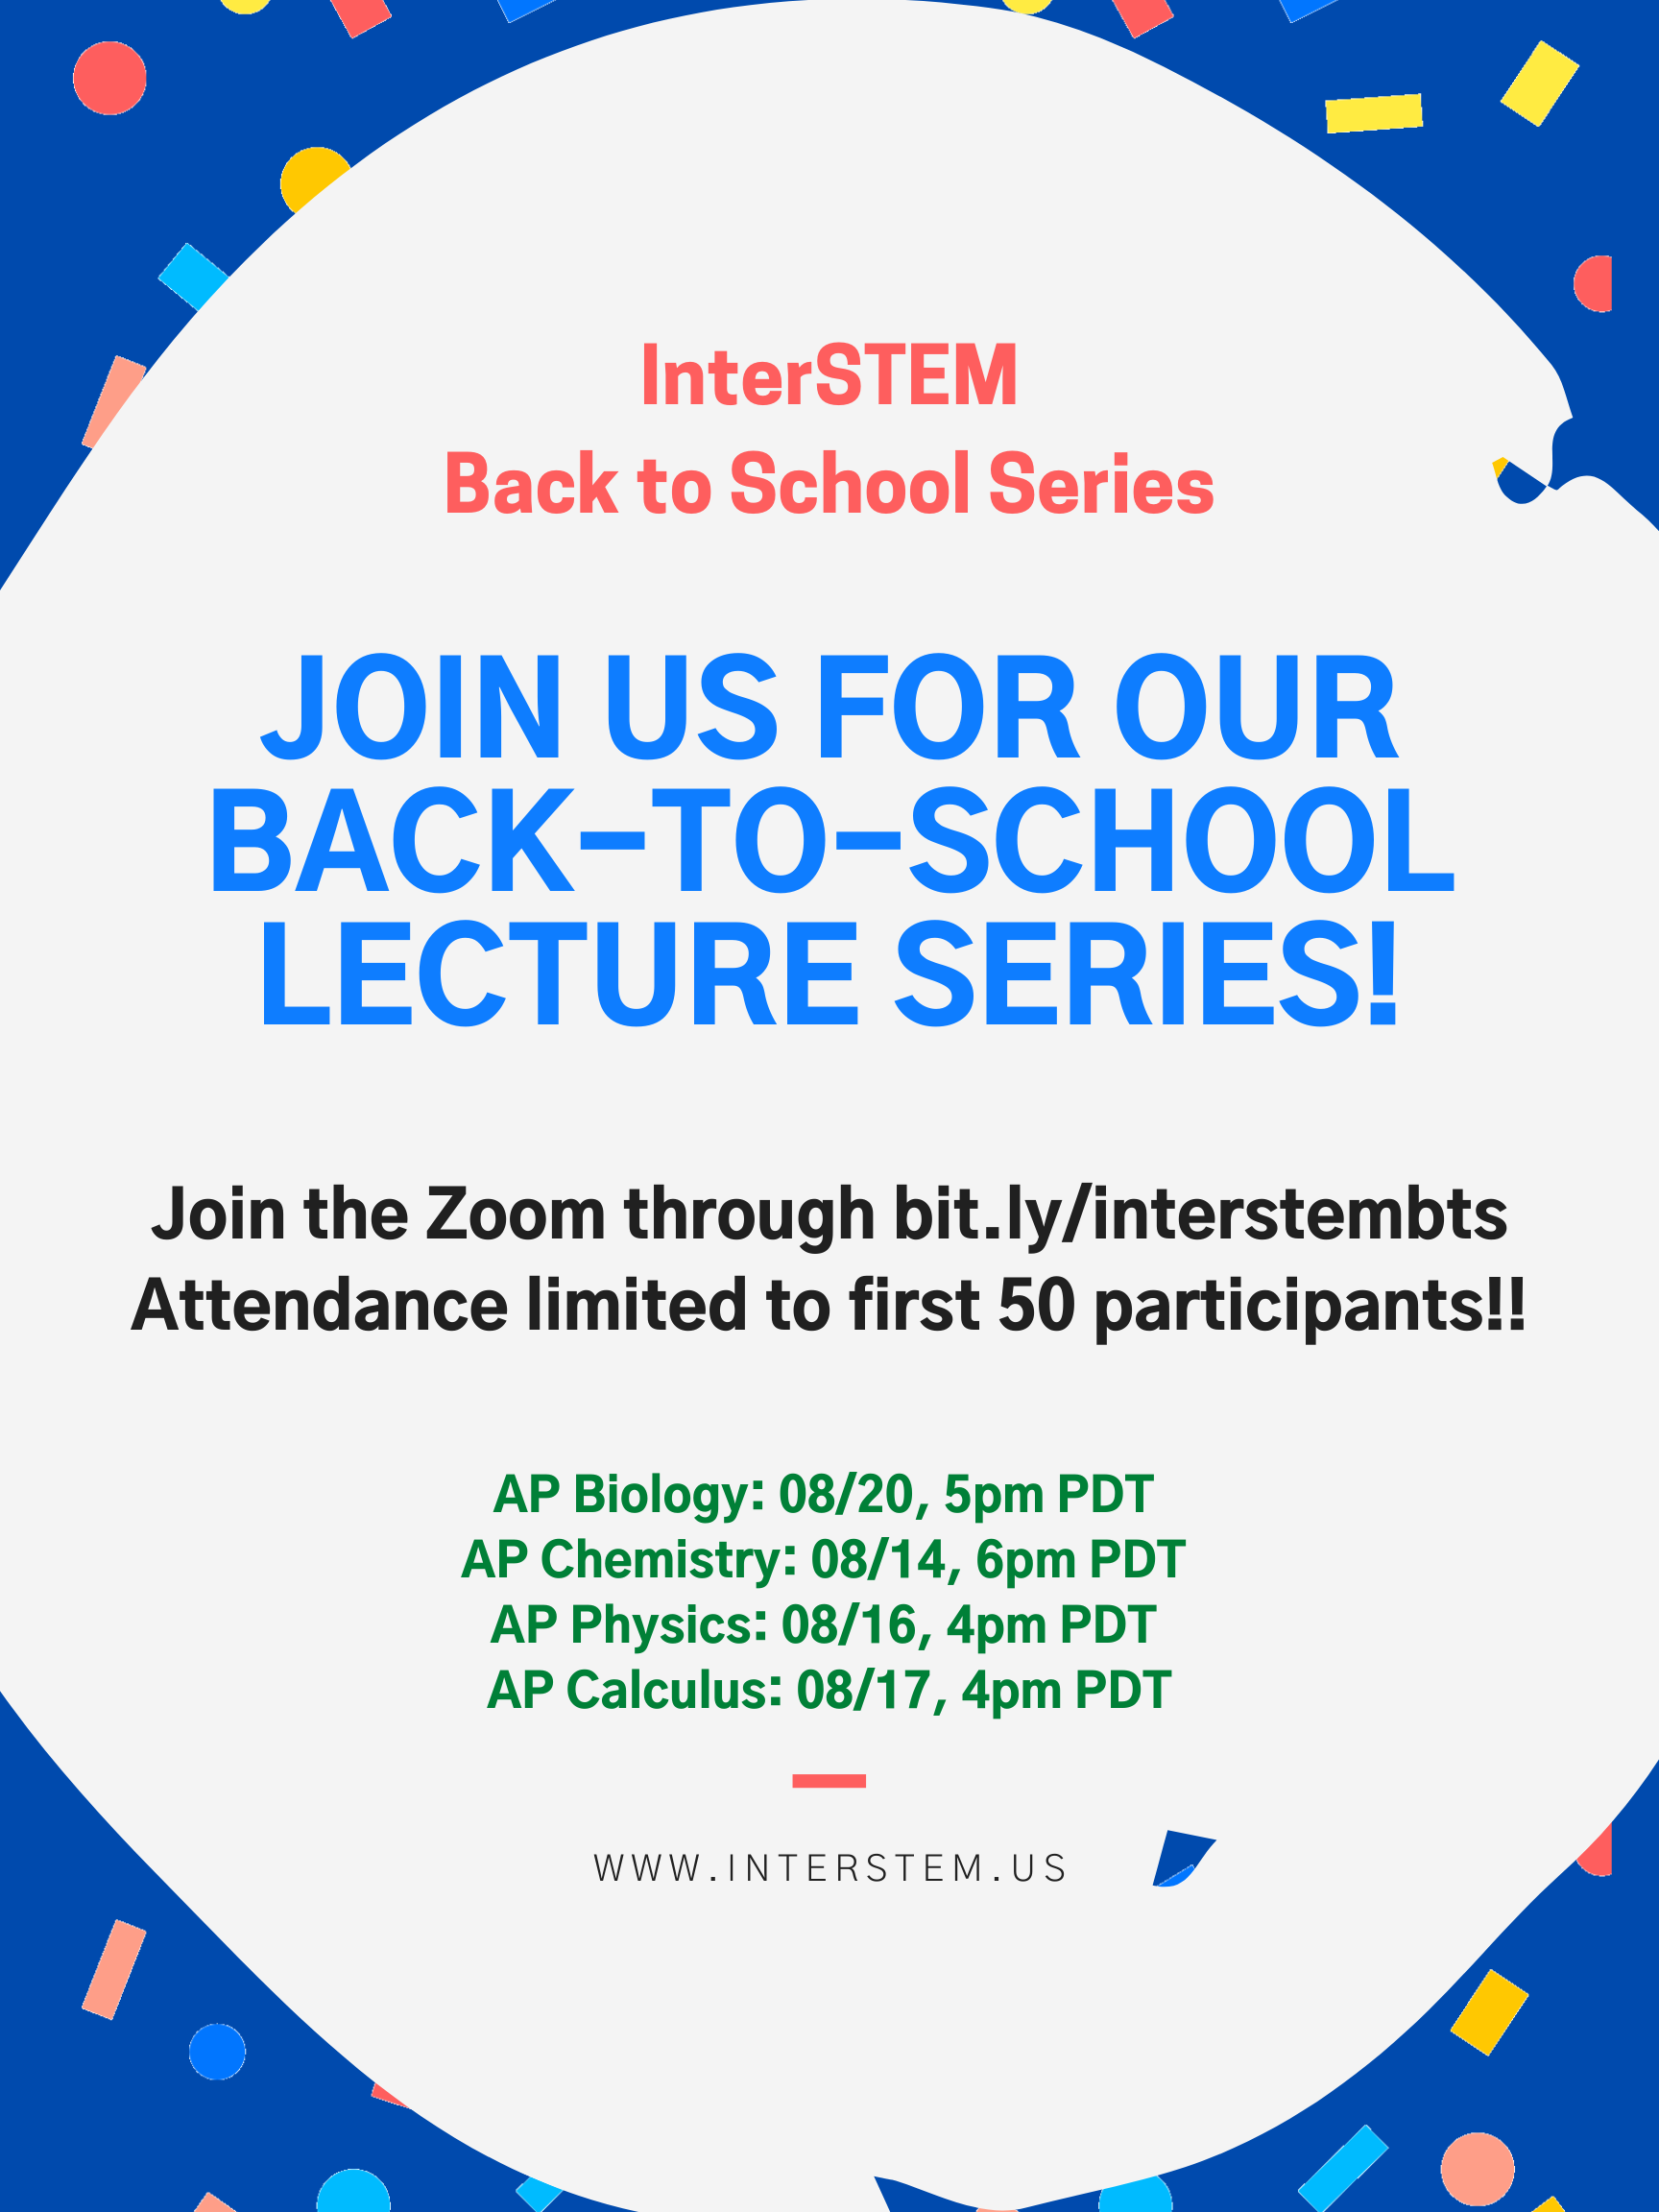 InterSTEM
Back to School Series
JOIN US FOR OUR
BACK-TO-SCHOOL
LECTURE SERIES!
Join the Zoom through bit.ly/interstembts
Attendance limited to first 50 participants!!
AP Biology: 08/20, 5pm PDT
AP Chemistry: 08/14, 6pm PDT
AP Physics: 08/16, 4pm PDT
AP Calculus: 08/17, 4pm PDT
WWW.INTERSTEM.US